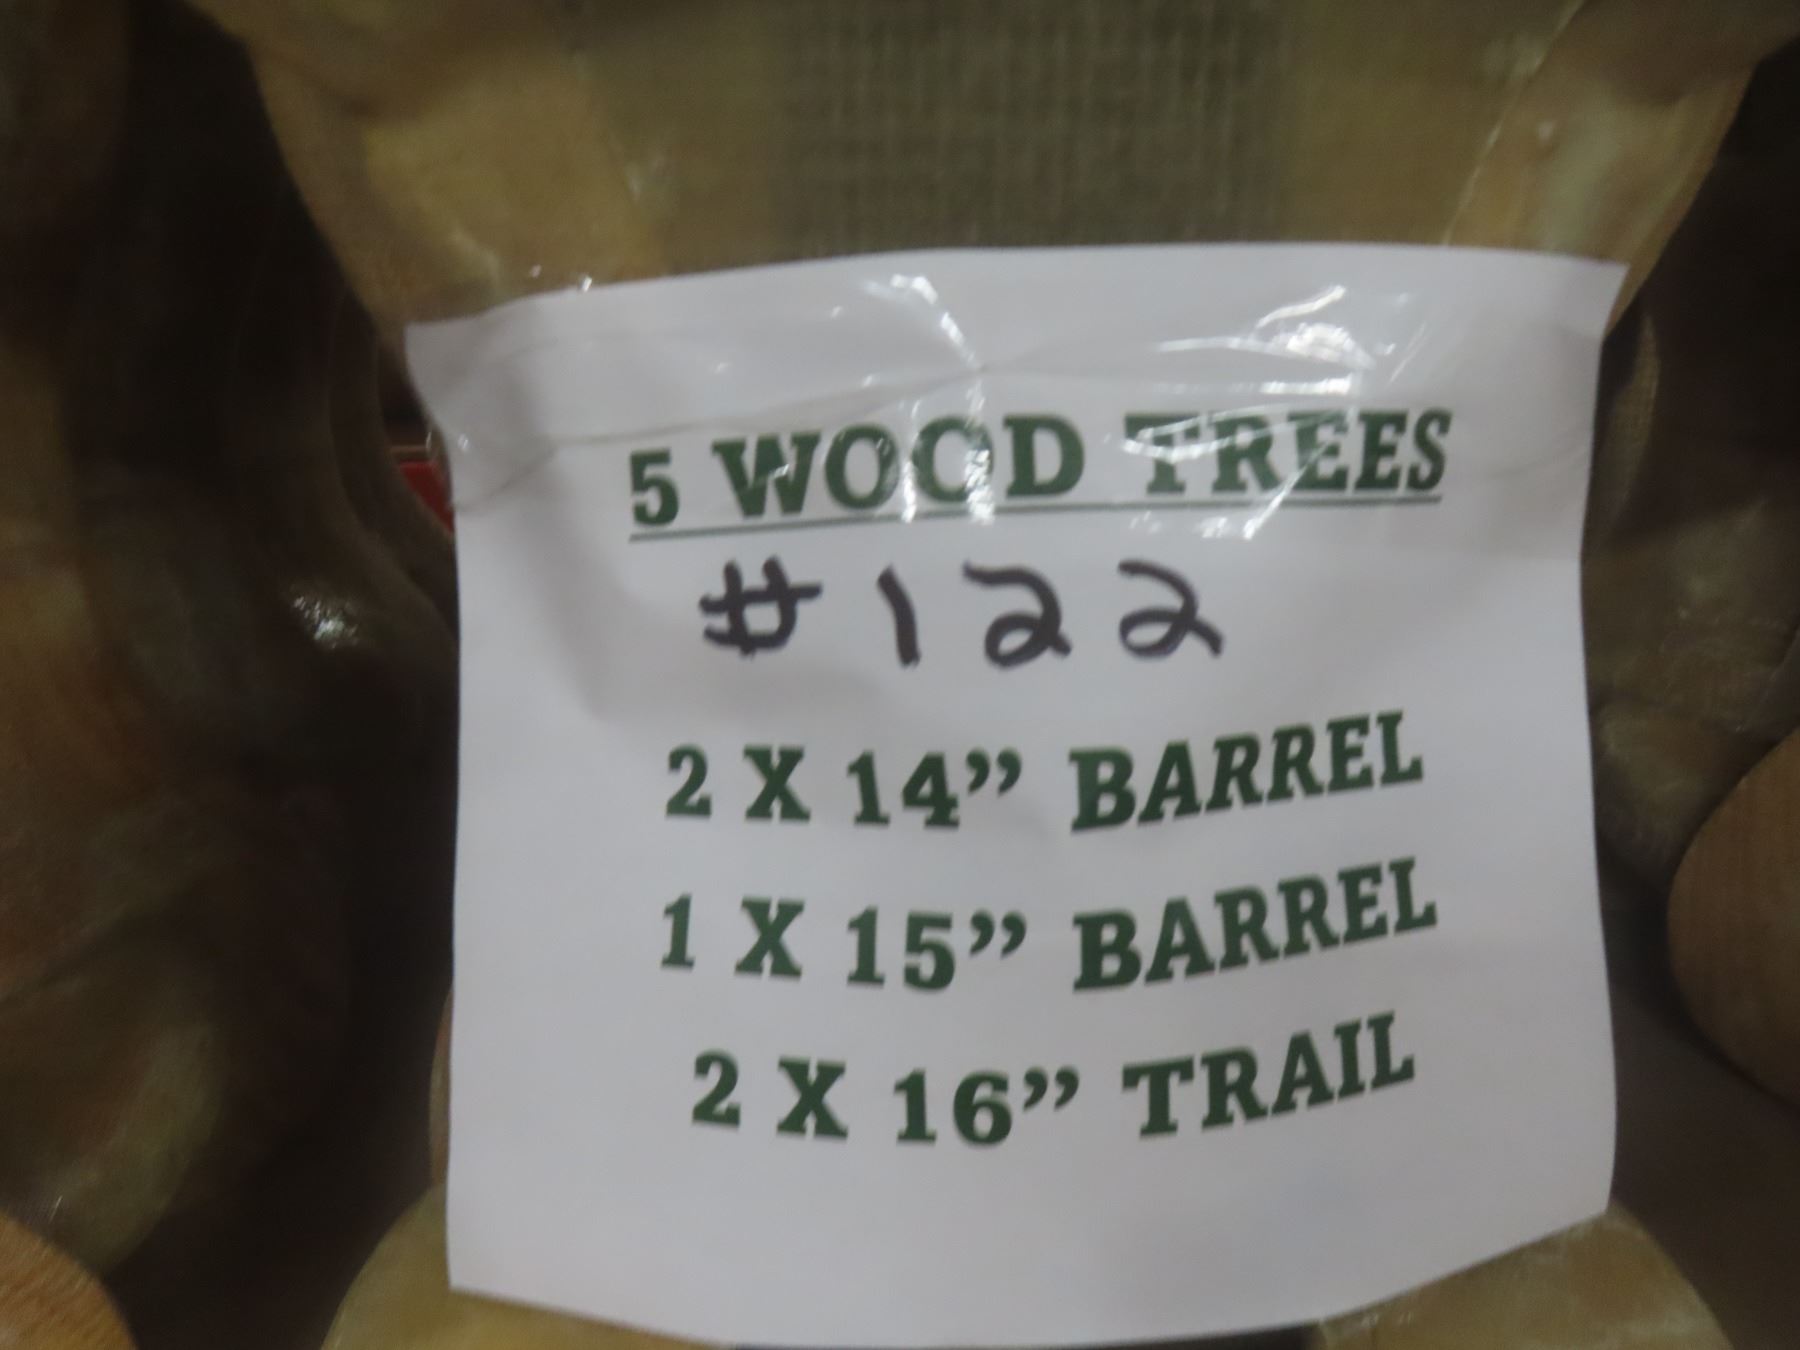 5 WOOD TREES
#122
2 X 14” BARREL
1 X 15” BARREL
2 X 16” TRAIL